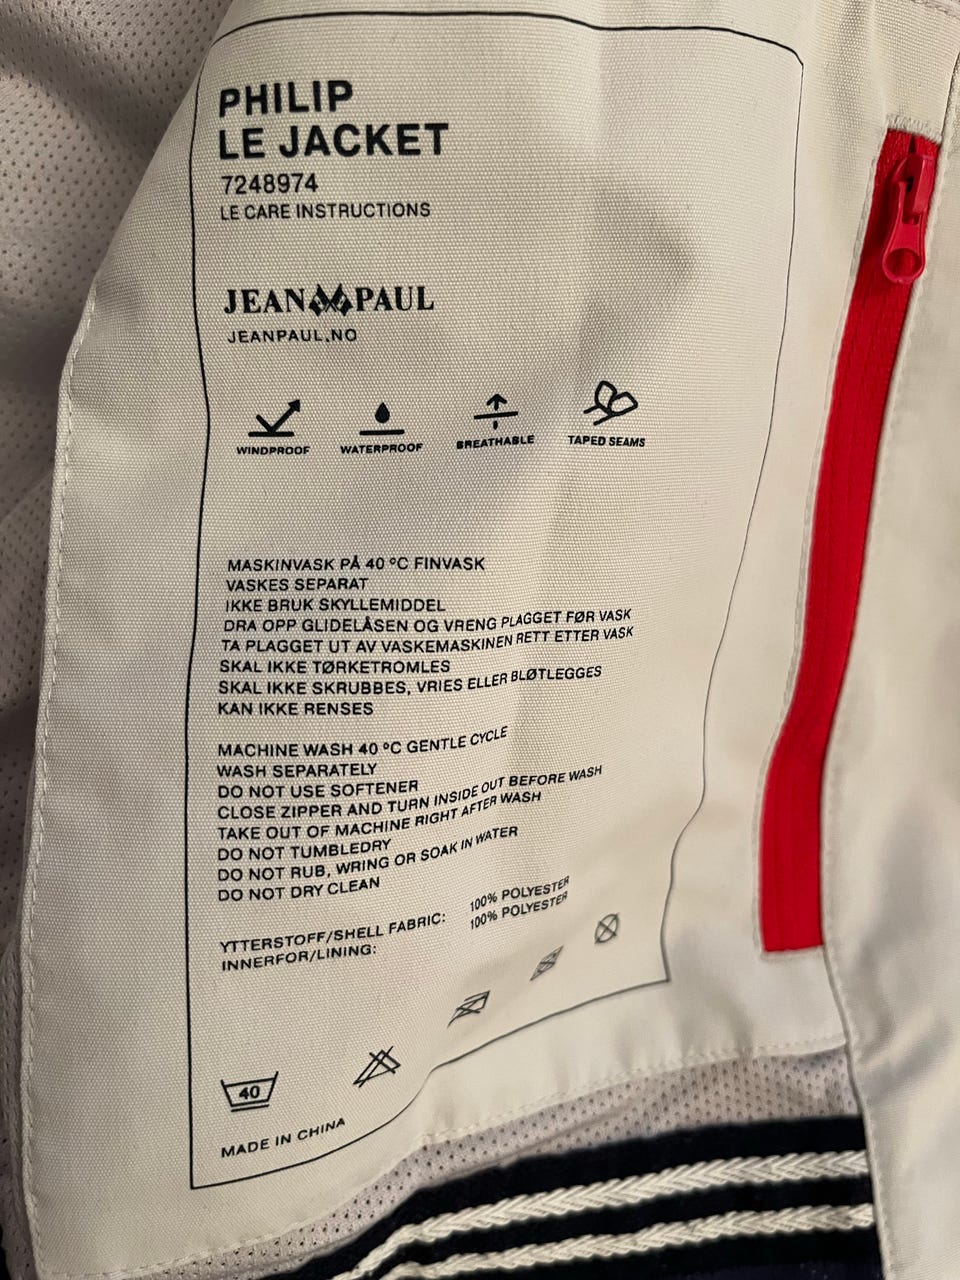 PHILIP
LE JACKET
7248974
LE CARE INSTRUCTIONS
JEAN PAUL
JEANPAUL.NO
WINDPROOF
WATERPROOF
BREATHABLE
TAPED SEAMS
MASKINVASK PÅ 40 ºC FINVASK
VASKES SEPARAT
IKKE BRUK SKYLLEMIDDEL
DRA OPP GLIDELÅSEN OG VRENG PLAGGET FØR VASK
TA PLAGGET UT AV VASKEMASKINEN RETT ETTER VASK
SKAL IKKE TØRKETROMLES
SKAL IKKE SKRUBBES, VRIES ELLER BLØTLEGGES
KAN IKKE RENSES
MACHINE WASH 40 ºC GENTLE CYCLE
WASH SEPARATELY
DO NOT USE SOFTENER
CLOSE ZIPPER AND TURN INSIDE OUT BEFORE WASH
TAKE OUT OF MACHINE RIGHT AFTER WASH
DO NOT TUMBLEDRY
DO NOT RUB, WRING OR SOAK IN WATER
DO NOT DRY CLEAN
YTTERSTOFF/SHELL FABRIC: 100% POLYESTER
INNERFOR/LINING: 100% POLYESTER
40
MADE IN CHINA